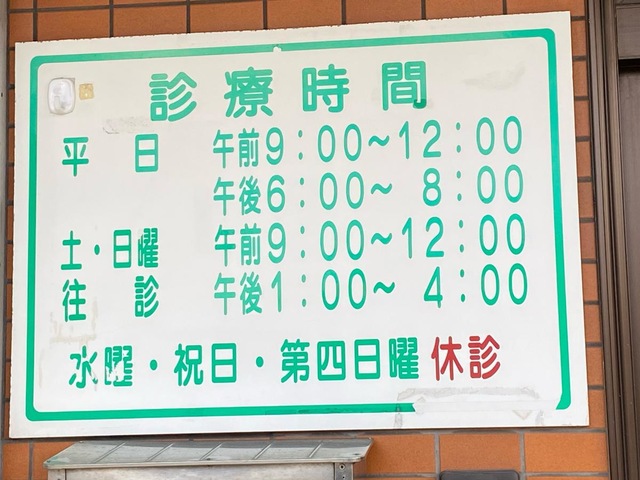 診療時間
平日 午前9:00~12:00
午後6:00~8:00
土・日曜 午前9:00~12:00
往診 午後1:00~4:00
水曜・祝日・第四日曜休診